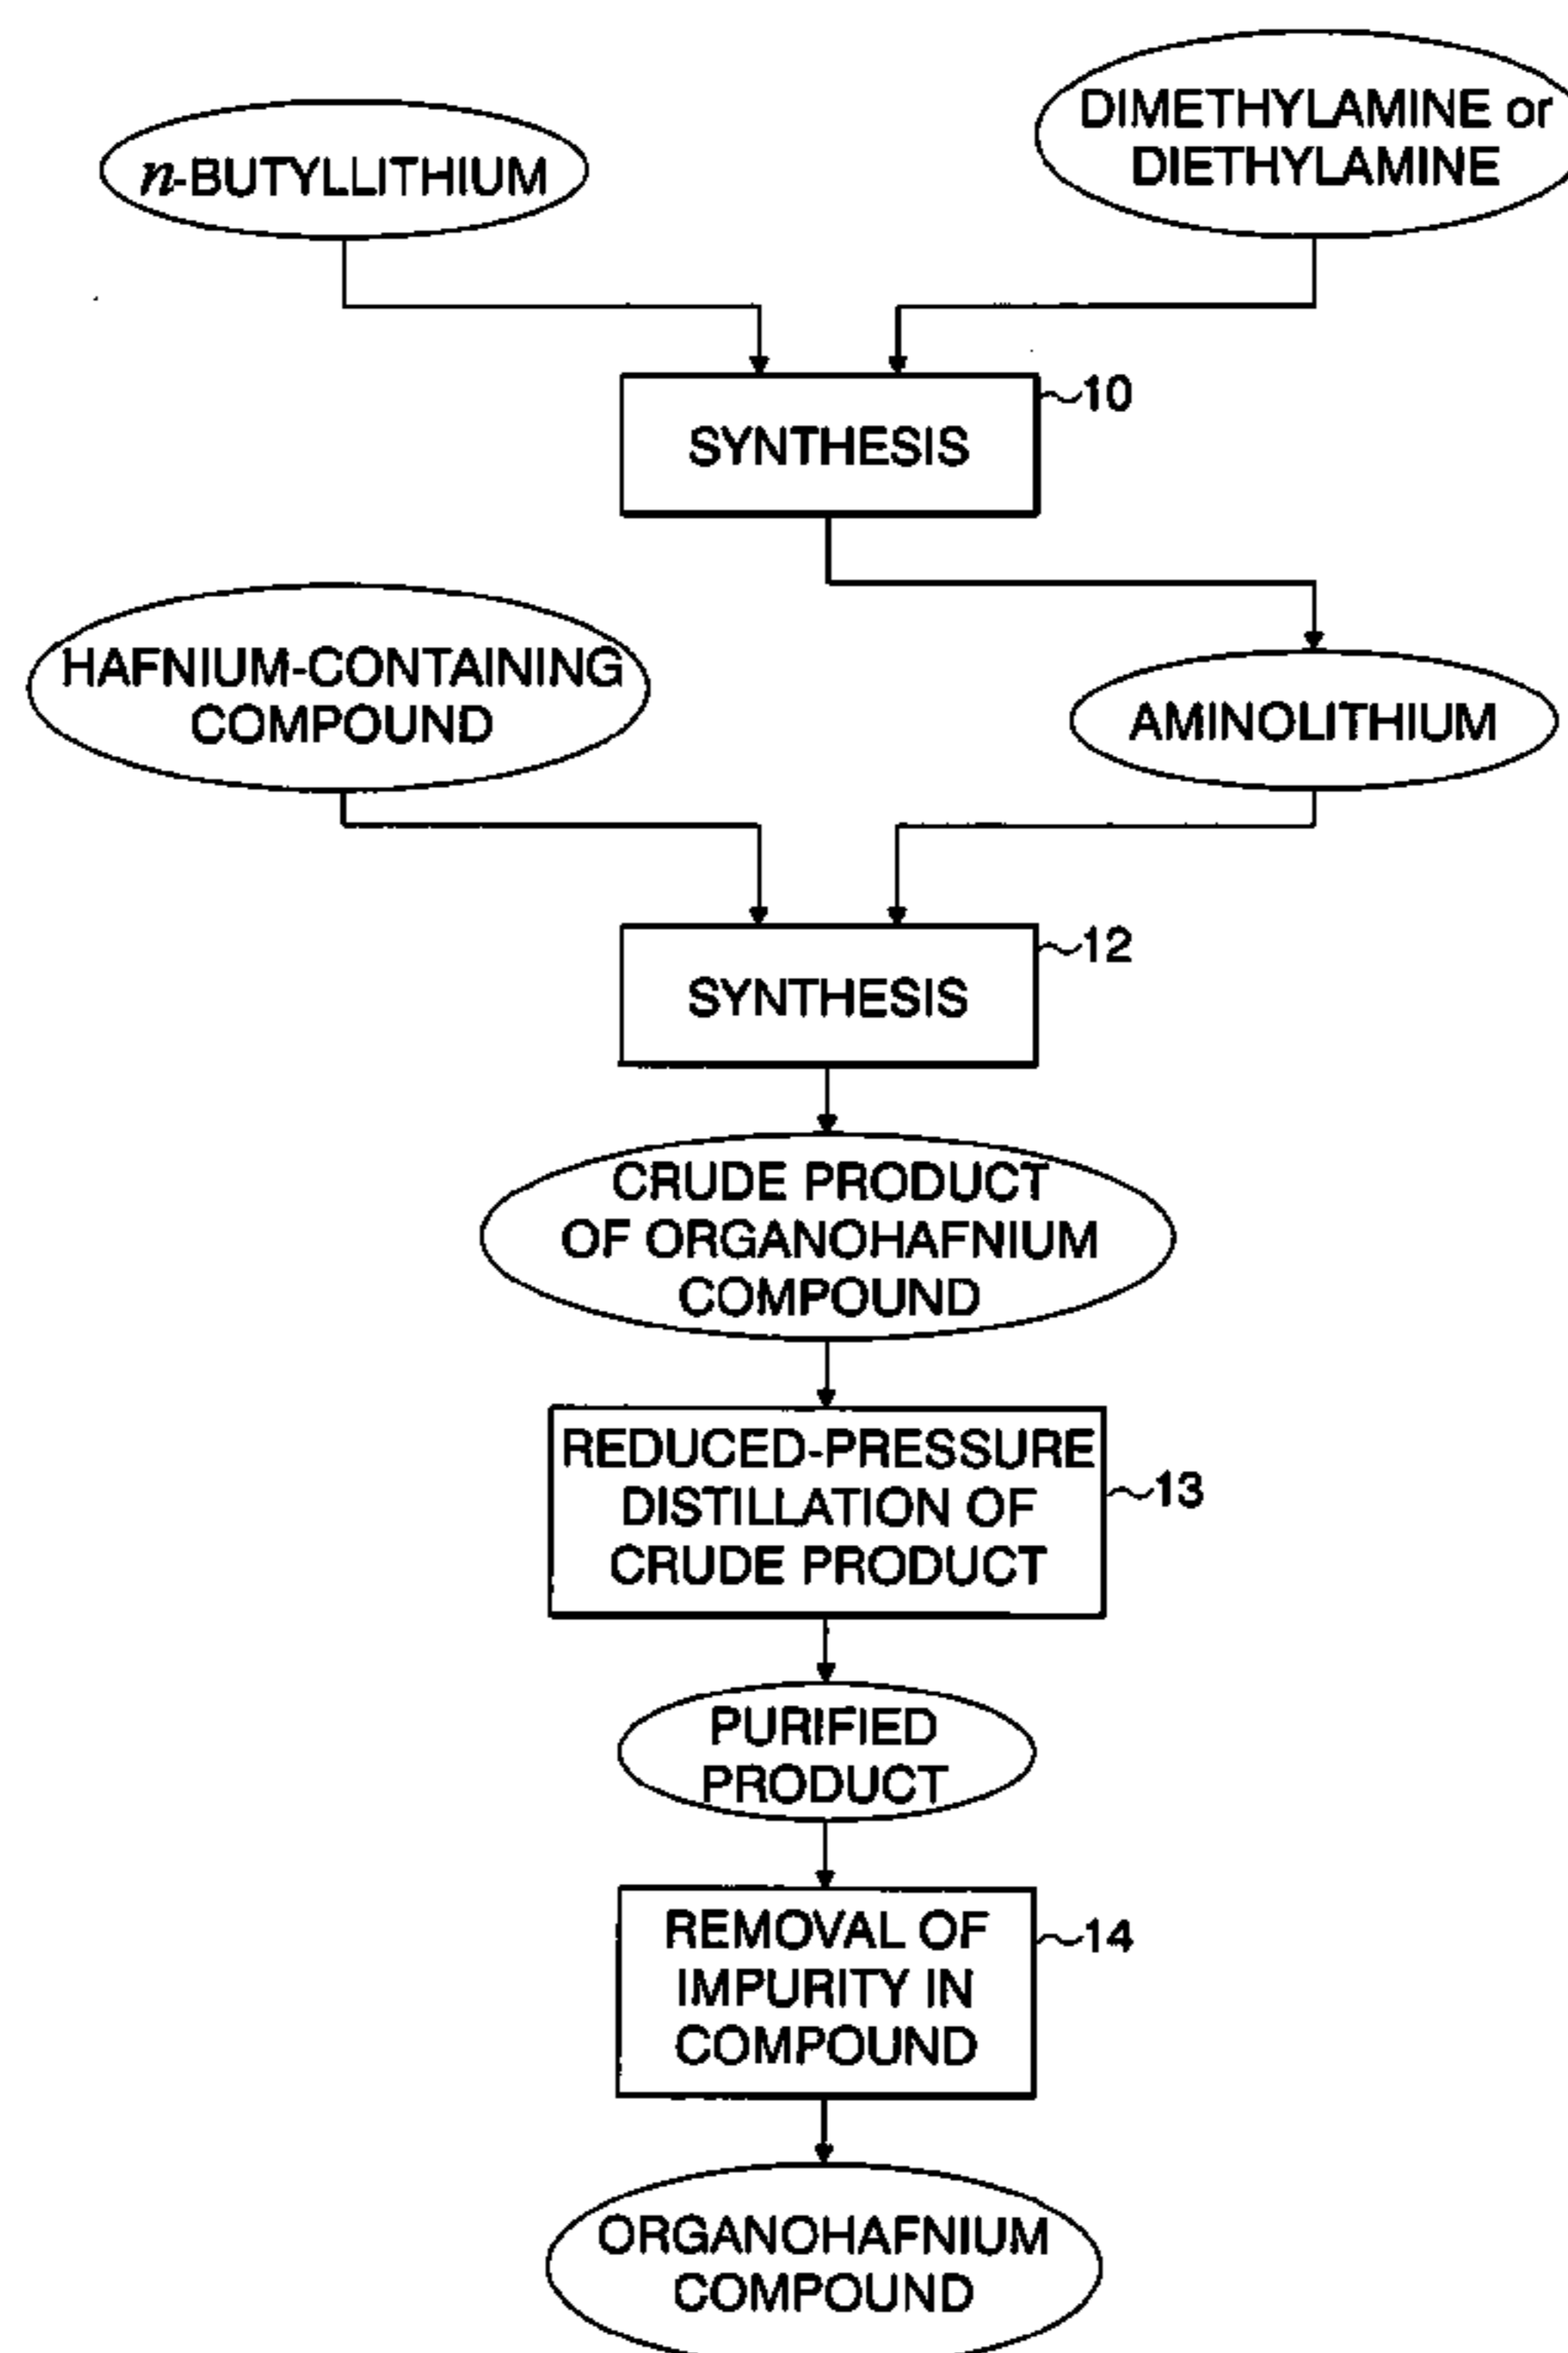 n-BUTYLLITHIUM
DIMETHYLAMINE or
DIETHYLAMINE
SYNTHESIS
10
HAFNIUM-CONTAINING
COMPOUND
AMINOLITHIUM
SYNTHESIS
12
CRUDE PRODUCT
OF ORGANOHAFNIUM
COMPOUND
REDUCED-PRESSURE
DISTILLATION OF
CRUDE PRODUCT
13
PURIFIED
PRODUCT
REMOVAL OF
IMPURITY IN
COMPOUND
14
ORGANOHAFNIUM
COMPOUND